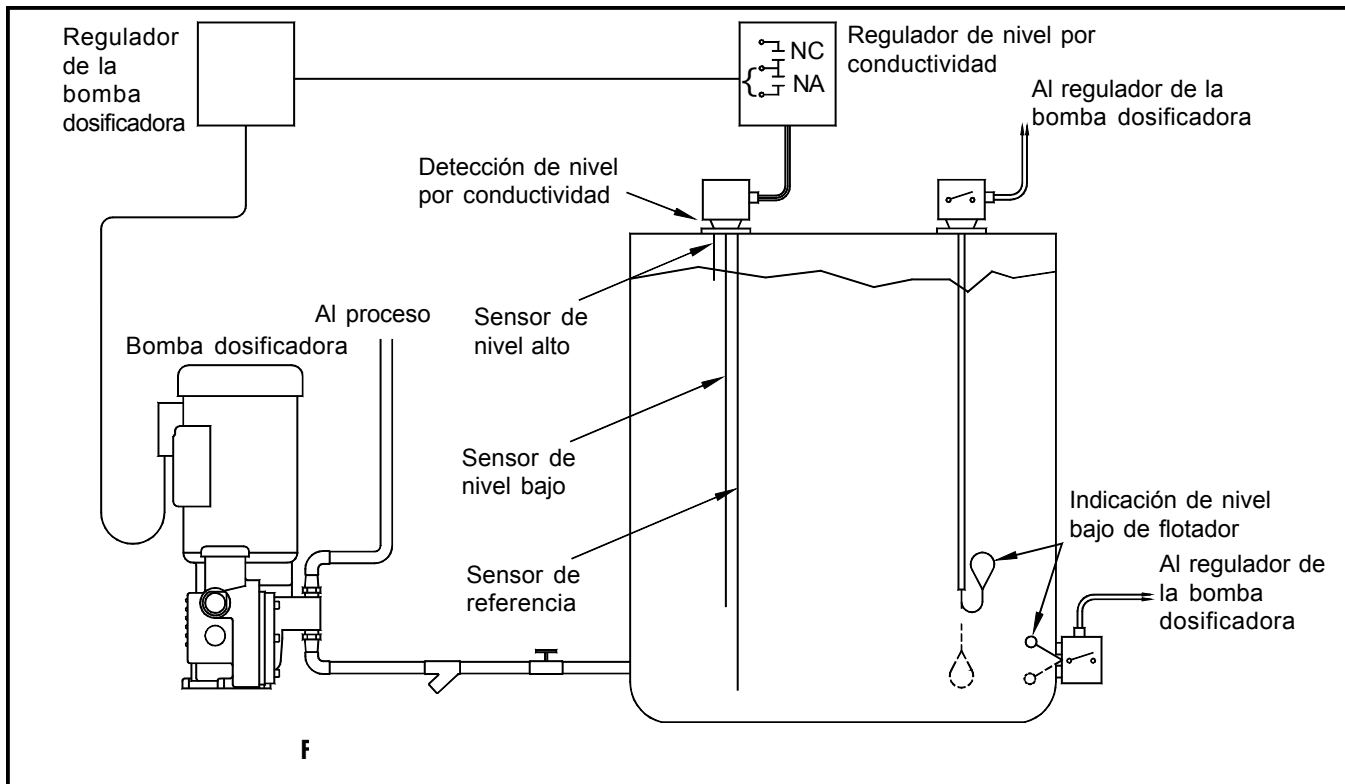 Regulador
de la
bomba
dosificadora
NC
NA
Regulador de nivel por
conductividad
Al regulador de la
bomba dosificadora
Detección de nivel
por conductividad
Al proceso
Bomba dosificadora
Sensor de
nivel alto
Sensor de
nivel bajo
Sensor de
referencia
Indicación de nivel
bajo de flotador
Al regulador de
la bomba
dosificadora
F